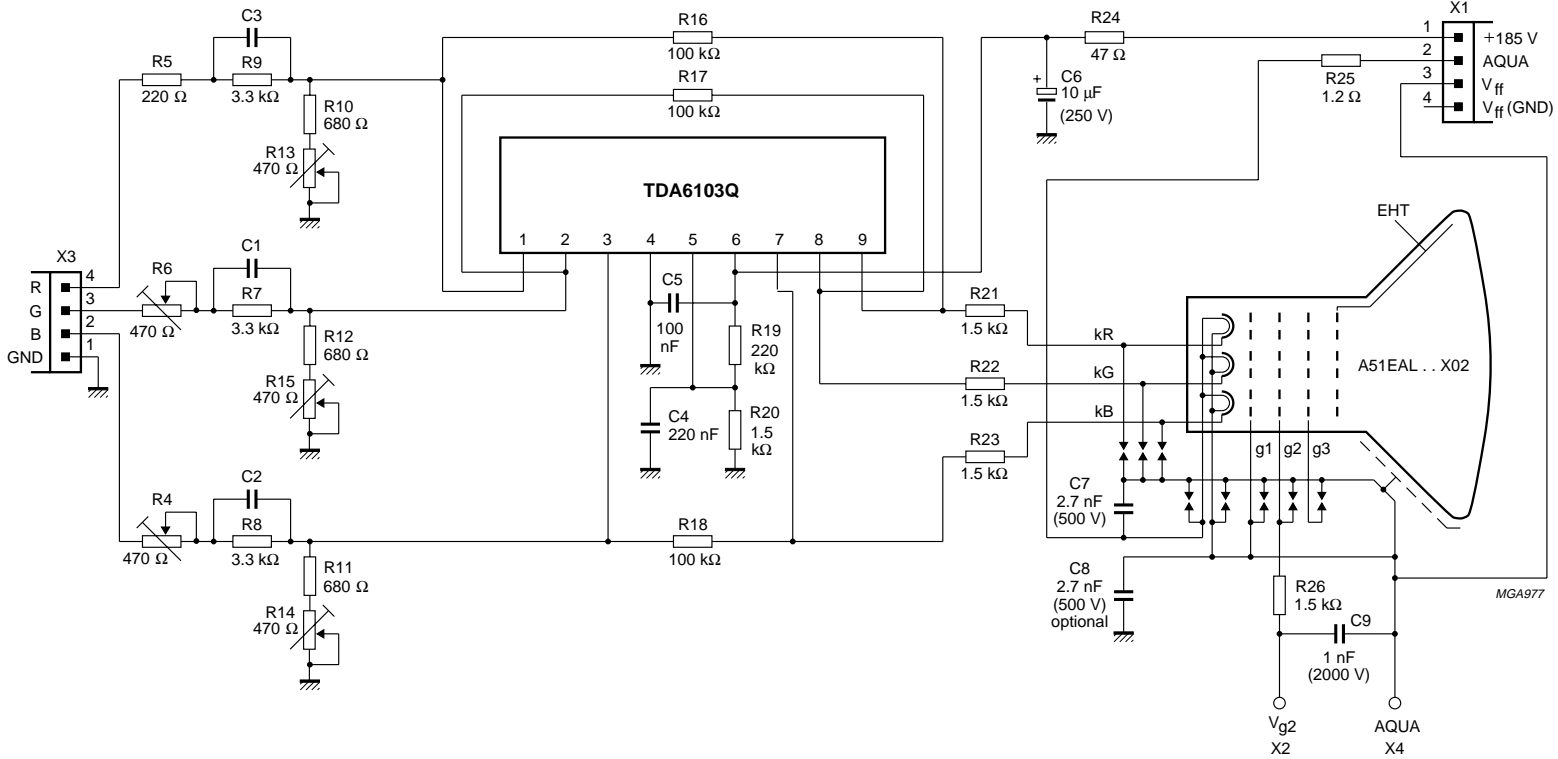 C3
R5
220 Ω
R9
3.3 kΩ
R10
680 Ω
R13
470 Ω
R16
100 kΩ
R17
100 kΩ
TDA6103Q
1 2 3 4 5 6 7 8 9
R24
47 Ω
C6
+
10 μF
(250 V)
R25
1.2 Ω
X1
1 +185 V
2 AQUA
3 Vff
4 Vff (GND)
X3
R 4
G 3
B 2
GND 1
R6
470 Ω
C1
R7
3.3 kΩ
R12
680 Ω
R15
470 Ω
C5
100
nF
R19
220
kΩ
C4
220 nF
R20
1.5
kΩ
R21
1.5 kΩ
R22
1.5 kΩ
R23
1.5 kΩ
kR
kG
kB
EHT
A51EAL . . X02
g1 g2 g3
R4
470 Ω
C2
R8
3.3 kΩ
R11
680 Ω
R14
470 Ω
R18
100 kΩ
C7
2.7 nF
(500 V)
C8
2.7 nF
(500 V)
optional
R26
1.5 kΩ
C9
1 nF
(2000 V)
Vg2
X2
AQUA
X4
MGA977